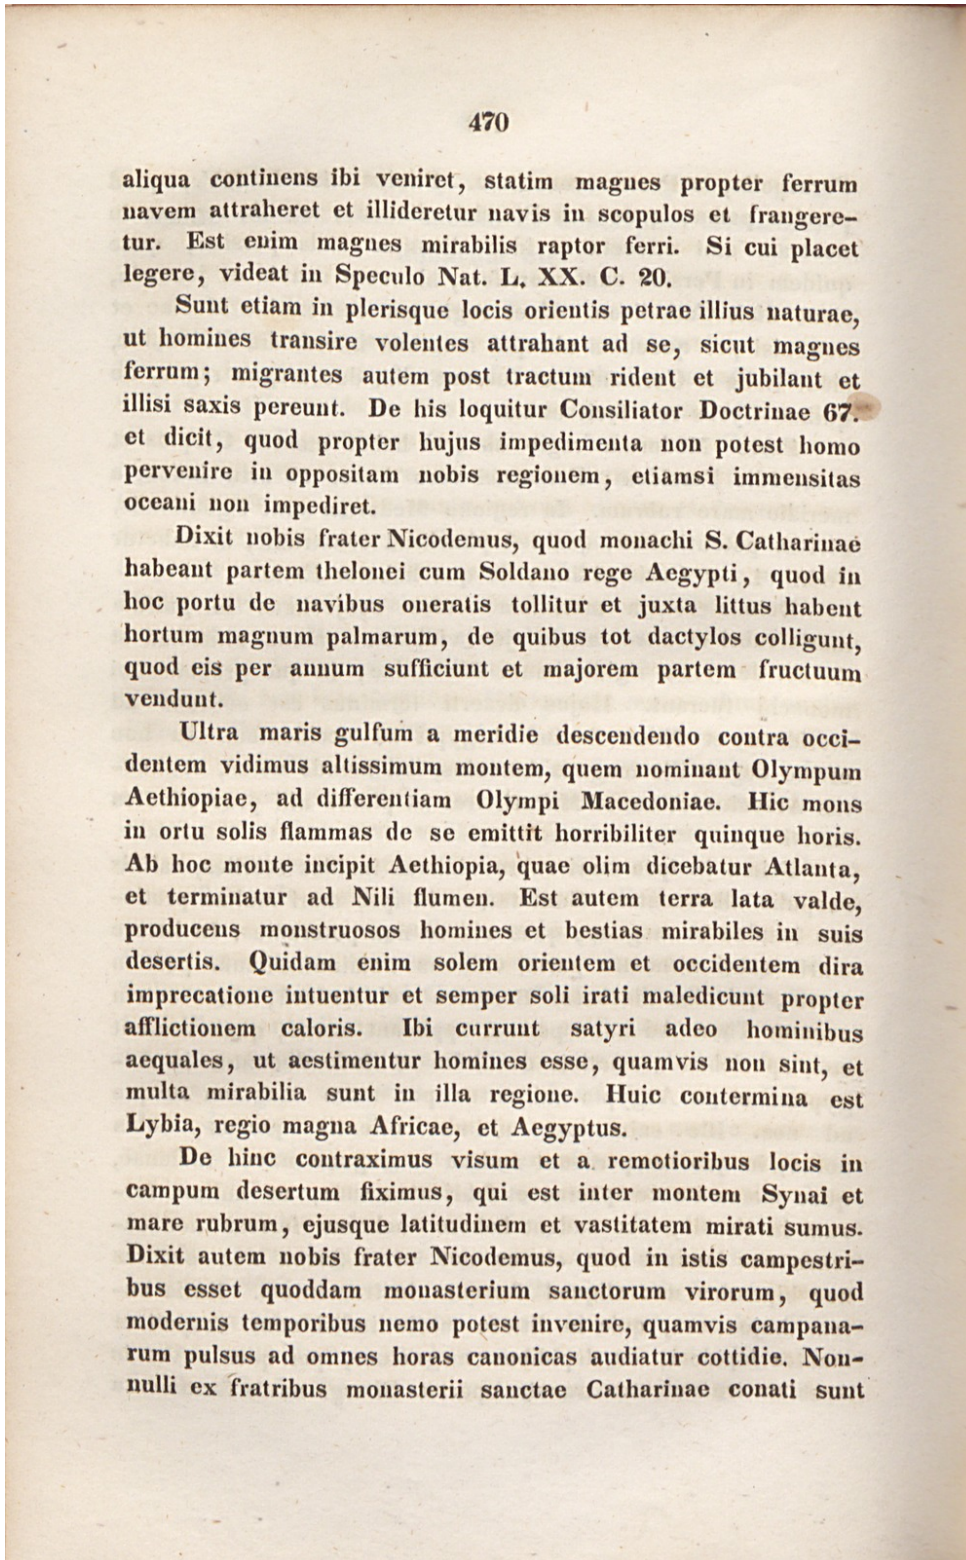 470
aliqua continens ibi veniret, statim magnes propter ferrum
navem attraheret et illideretur navis in scopulos et frangere-
tur. Est enim magnes mirabilis raptor ferri. Si cui placet
legere, videat in Speculo Nat. L. XX. C. 20.
Sunt etiam in plerisque locis orientis petrae illius naturae,
ut homines transire volentes attrahant ad se, sicut magnes
ferrum; migrantes autem post tractum rident et jubilant et
illisi saxis pereunt. De his loquitur Consiliator Doctrinae 67.
et dicit, quod propter hujus impedimenta non potest homo
pervenire in oppositam nobis regionem, etiamsi immensitas
oceani non impediret.
Dixit nobis frater Nicodemus, quod monachi S. Catharinae
habeant partem thelonei cum Soldano rege Aegypti, quod in
hoc portu de navibus oneratis tollitur et juxta littus habent
hortum magnum palmarum, de quibus tot dactylos colligunt,
quod eis per annum sufficiunt et majorem partem fructuum
vendunt.
Ultra maris gulfum a meridie descendendo contra occi-
dentem vidimus altissimum montem, quem nominant Olympum
Aethiopiae, ad differentiam Olympi Macedoniae. Hic mons
in ortu solis flammas de se emittit horribiliter quinque horis.
Ab hoc monte incipit Aethiopia, quae olim dicebatur Atlanta,
et terminatur ad Nili flumen. Est autem terra lata valde,
producens monstruosos homines et bestias mirabiles in suis
desertis. Quidam enim solem orientem et occidentem dira
imprecatione intuentur et semper soli irati maledicunt propter
afflictionem caloris. Ibi currunt satyri adeo hominibus
aequales, ut aestimentur homines esse, quamvis non sint, et
multa mirabilia sunt in illa regione. Huic contermina est
Lybia, regio magna Africae, et Aegyptus.
De hinc contraximus visum et a remotioribus locis in
campum desertum fiximus, qui est inter montem Synai et
mare rubrum, ejusque latitudinem et vastitatem mirati sumus.
Dixit autem nobis frater Nicodemus, quod in istis campestri-
bus esset quoddam monasterium sanctorum virorum, quod
modernis temporibus nemo potest invenire, quamvis campana-
rum pulsus ad omnes horas canonicas audiatur cottidie. Non-
nulli ex fratribus monasterii sanctae Catharinae conati sunt